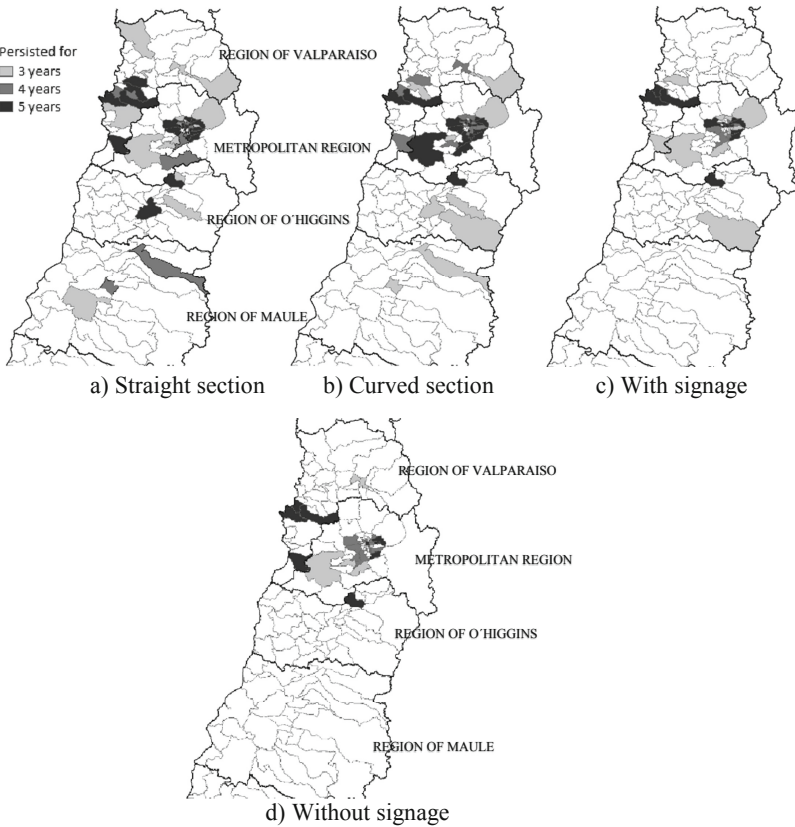 Persisted for
3 years
4 years
5 years
REGION OF VALPARAISO
METROPOLITAN REGION
REGION OF O´HIGGINS
REGION OF MAULE
a) Straight section
b) Curved section
c) With signage
REGION OF VALPARAISO
METROPOLITAN REGION
REGION OF O´HIGGINS
REGION OF MAULE
d) Without signage